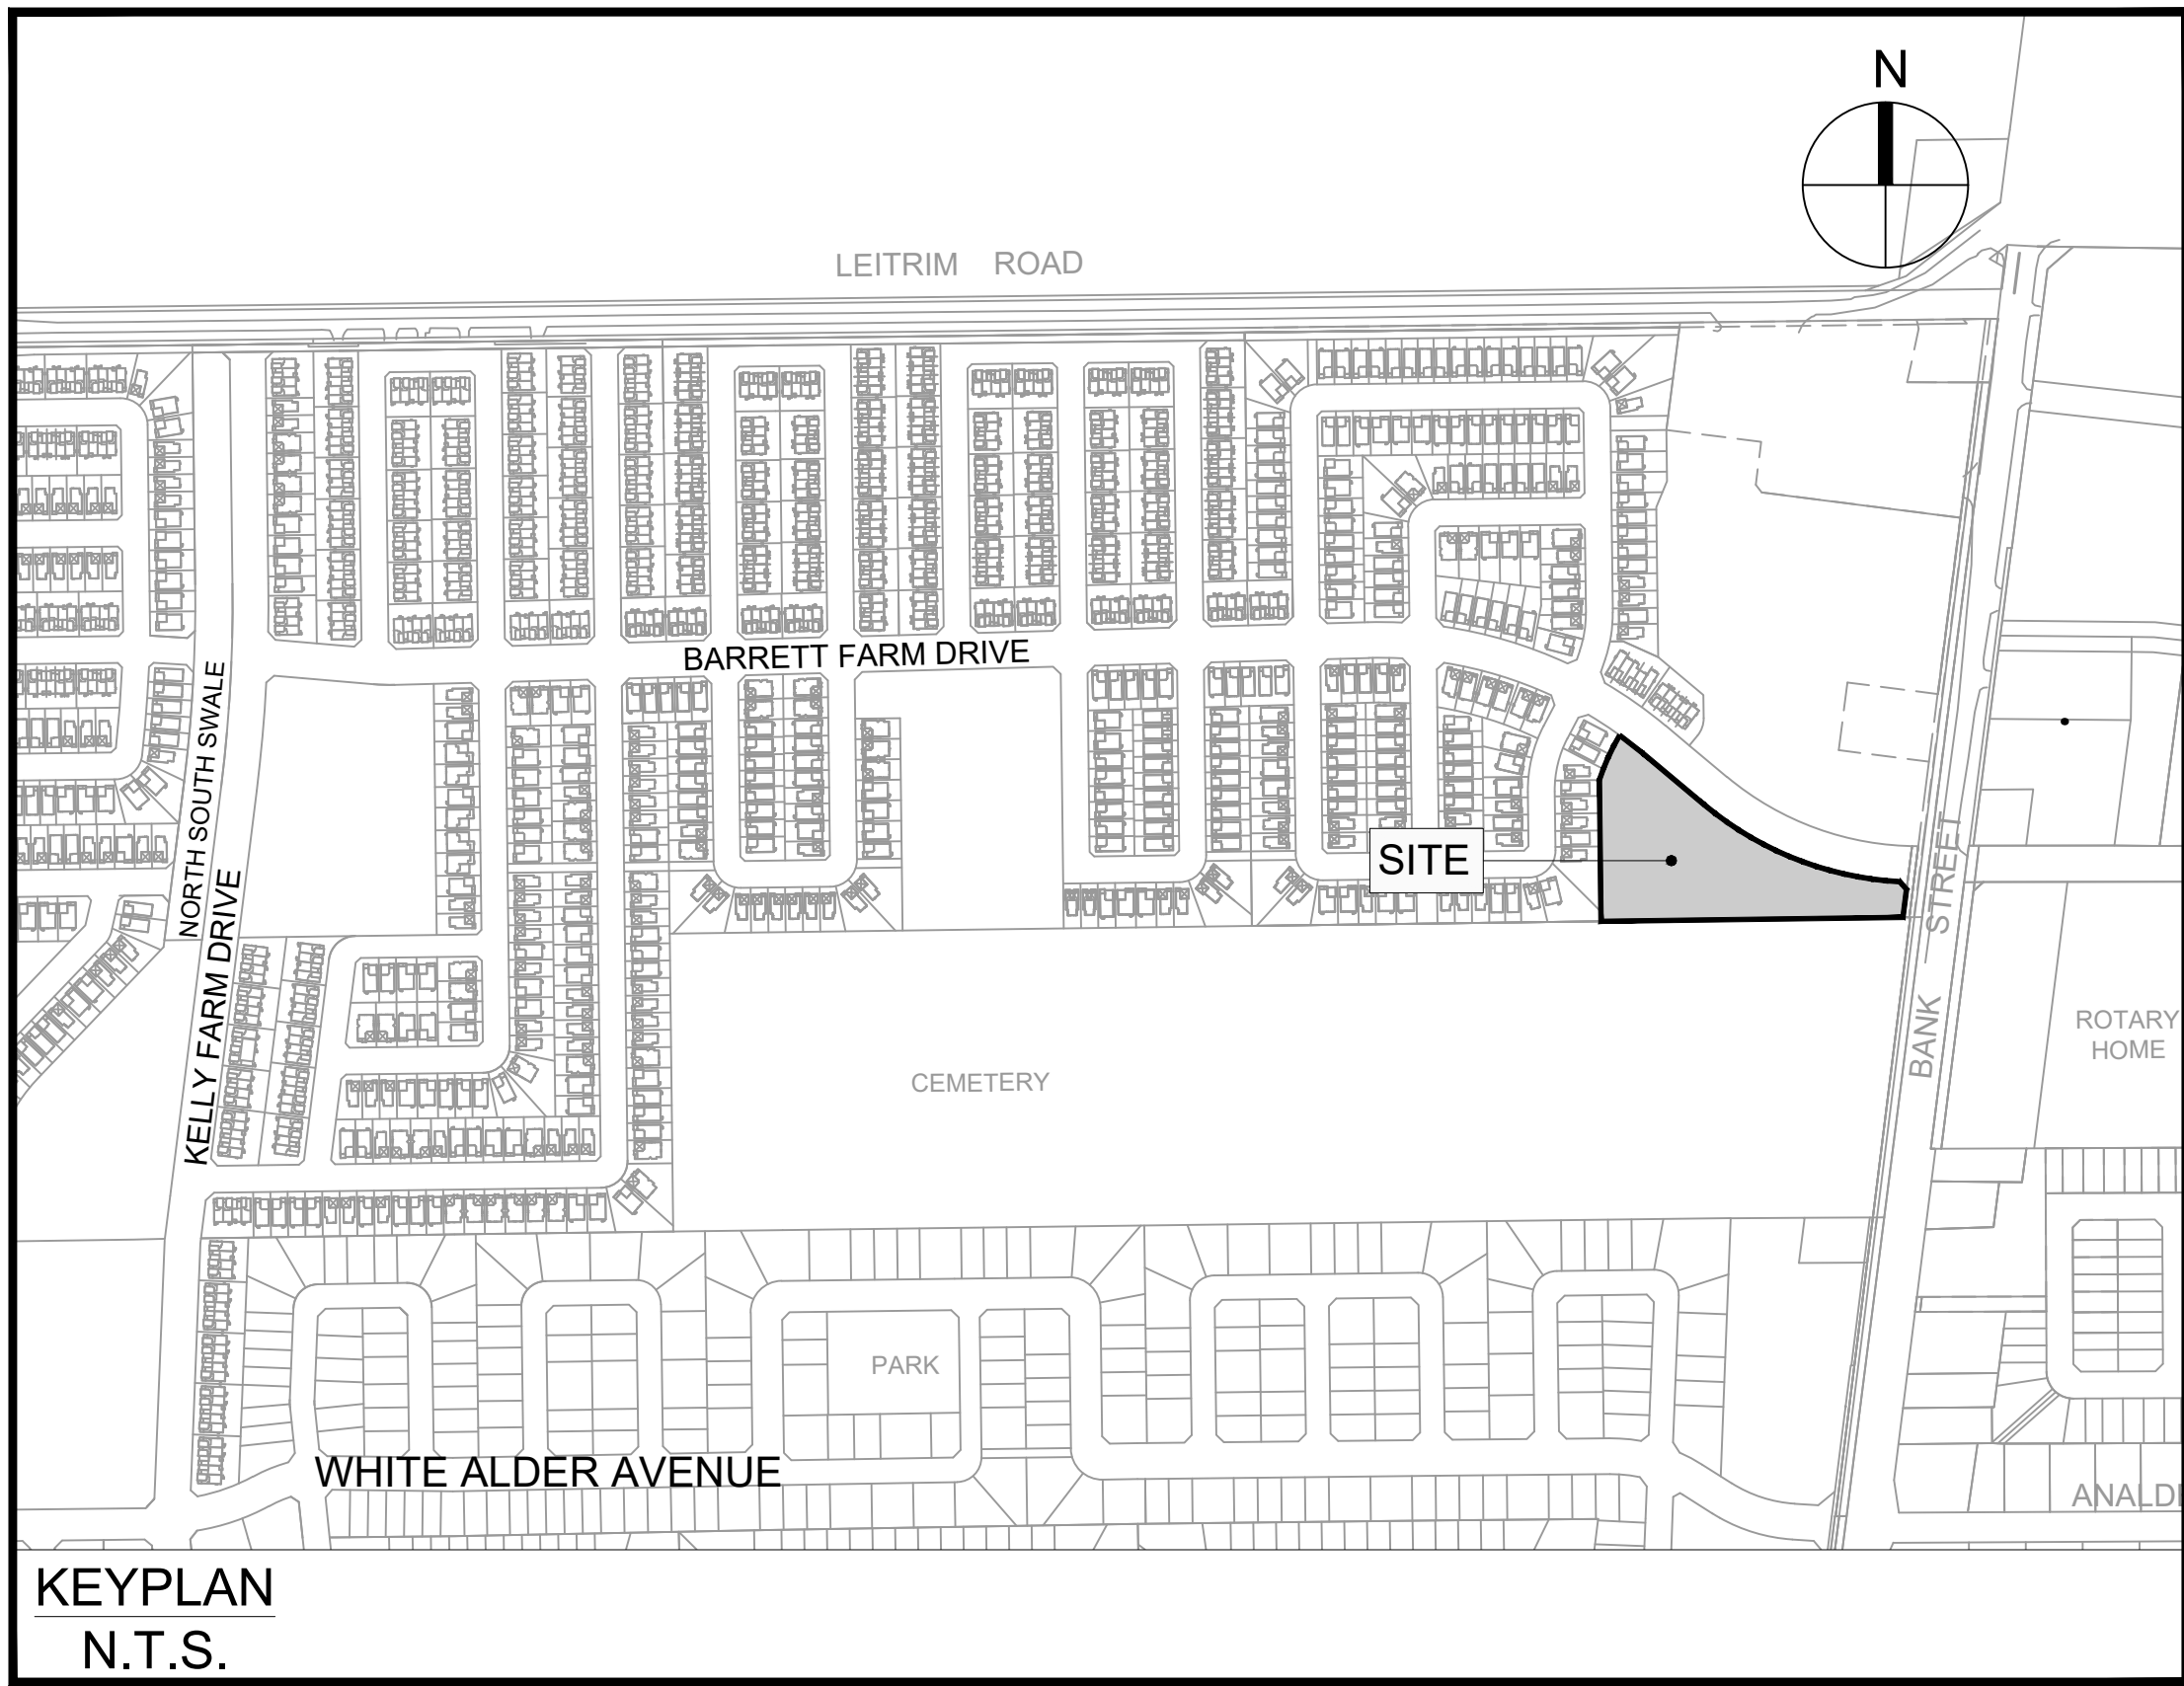 N
LEITRIM ROAD
BARRETT FARM DRIVE
NORTH SOUTH SWALE
KELLY FARM DRIVE
SITE
BANK STREET
ROTARY
HOME
CEMETERY
PARK
WHITE ALDER AVENUE
KEYPLAN
N.T.S.